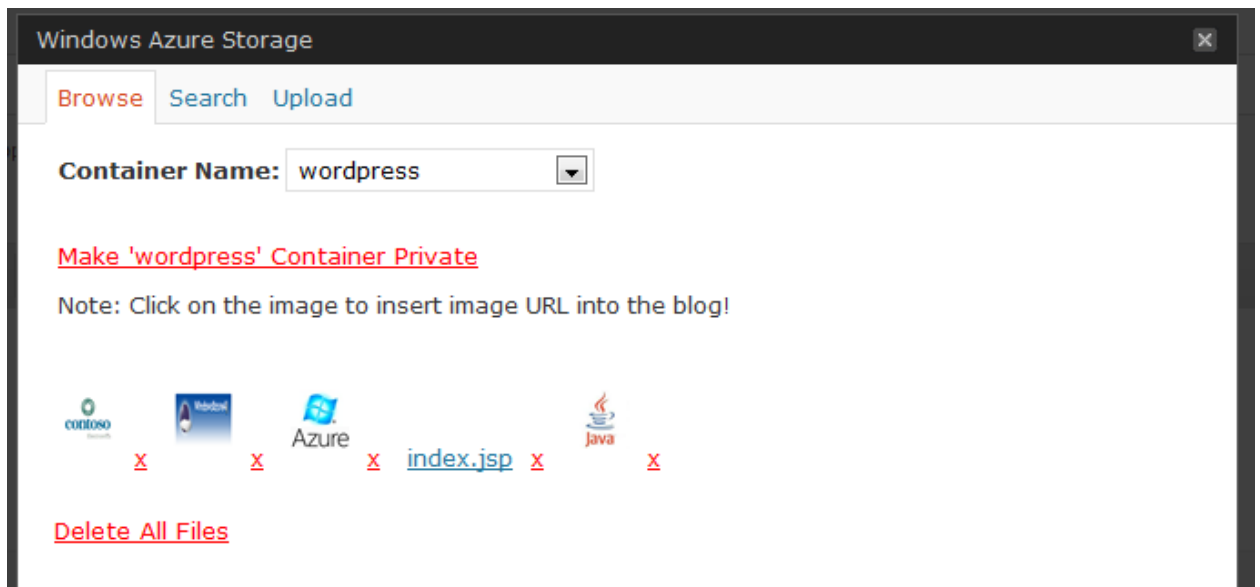 Windows Azure Storage
Browse Search Upload
Container Name: wordpress
Make 'wordpress' Container Private
Note: Click on the image to insert image URL into the blog!
contoso
Azure
Java
x x x index.jsp x x
Delete All Files